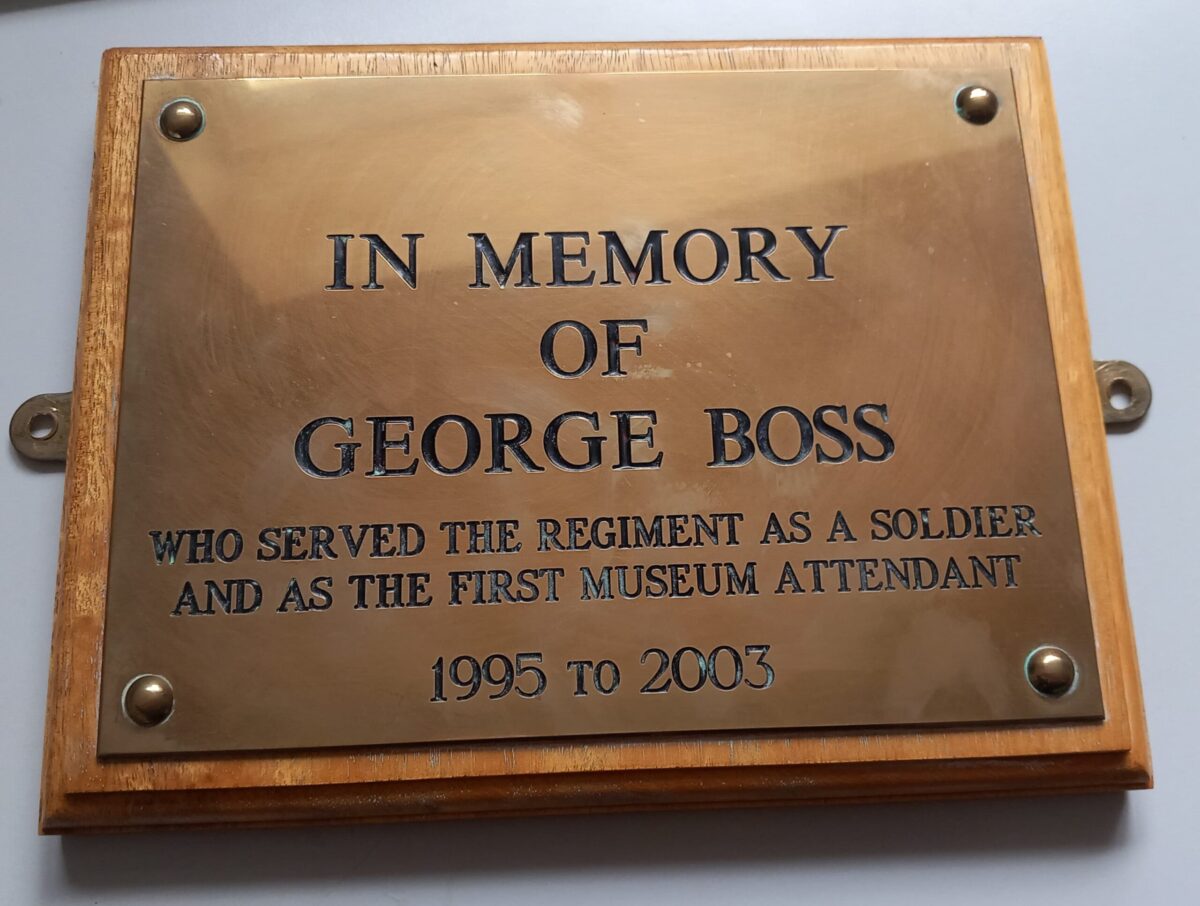 IN MEMORY
OF
GEORGE BOSS
WHO SERVED THE REGIMENT AS A SOLDIER
AND AS THE FIRST MUSEUM ATTENDANT
1995 TO 2003